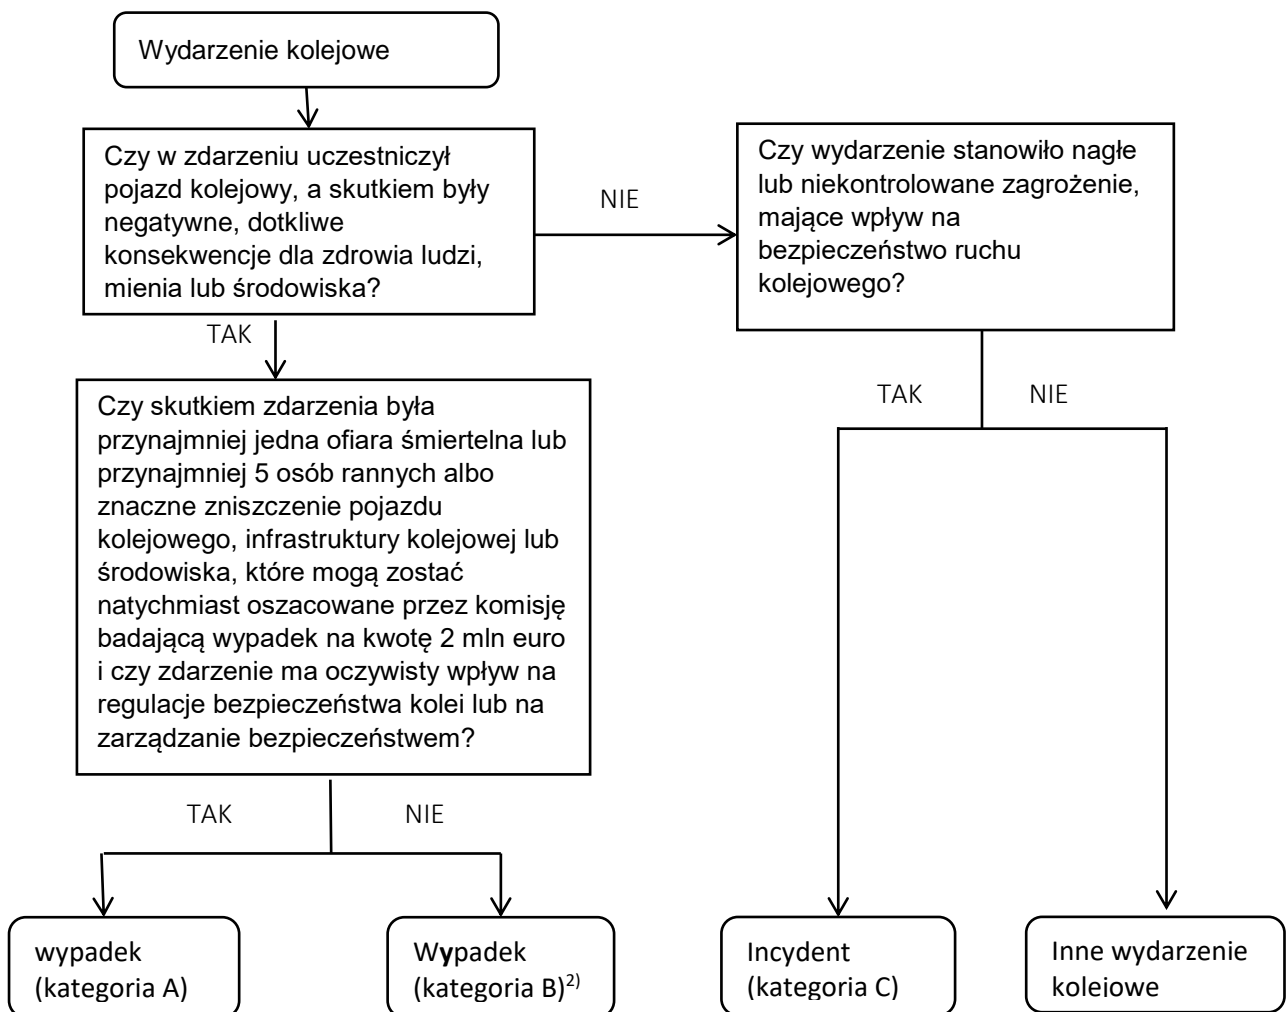 Wydarzenie kolejowe
Czy w zdarzeniu uczestniczył
pojazd kolejowy, a skutkiem były
negatywne, dotkliwe
konsekwencje dla zdrowia ludzi,
mienia lub środowiska?
NIE
Czy wydarzenie stanowiło nagłe
lub niekontrolowane zagrożenie,
mające wpływ na
bezpieczeństwo ruchu
kolejowego?
TAK
Czy skutkiem zdarzenia była
przynajmniej jedna ofiara śmiertelna lub
przynajmniej 5 osób rannych albo
znaczne zniszczenie pojazdu
kolejowego, infrastruktury kolejowej lub
środowiska, które mogą zostać
natychmiast oszacowane przez komisję
badającą wypadek na kwotę 2 mln euro
i czy zdarzenie ma oczywisty wpływ na
regulacje bezpieczeństwa kolei lub na
zarządzanie bezpieczeństwem?
TAK
NIE
TAK
NIE
wypadek
(kategoria A)
Wypadek
(kategoria B)2)
Incydent
(kategoria C)
Inne wydarzenie
kolejowe